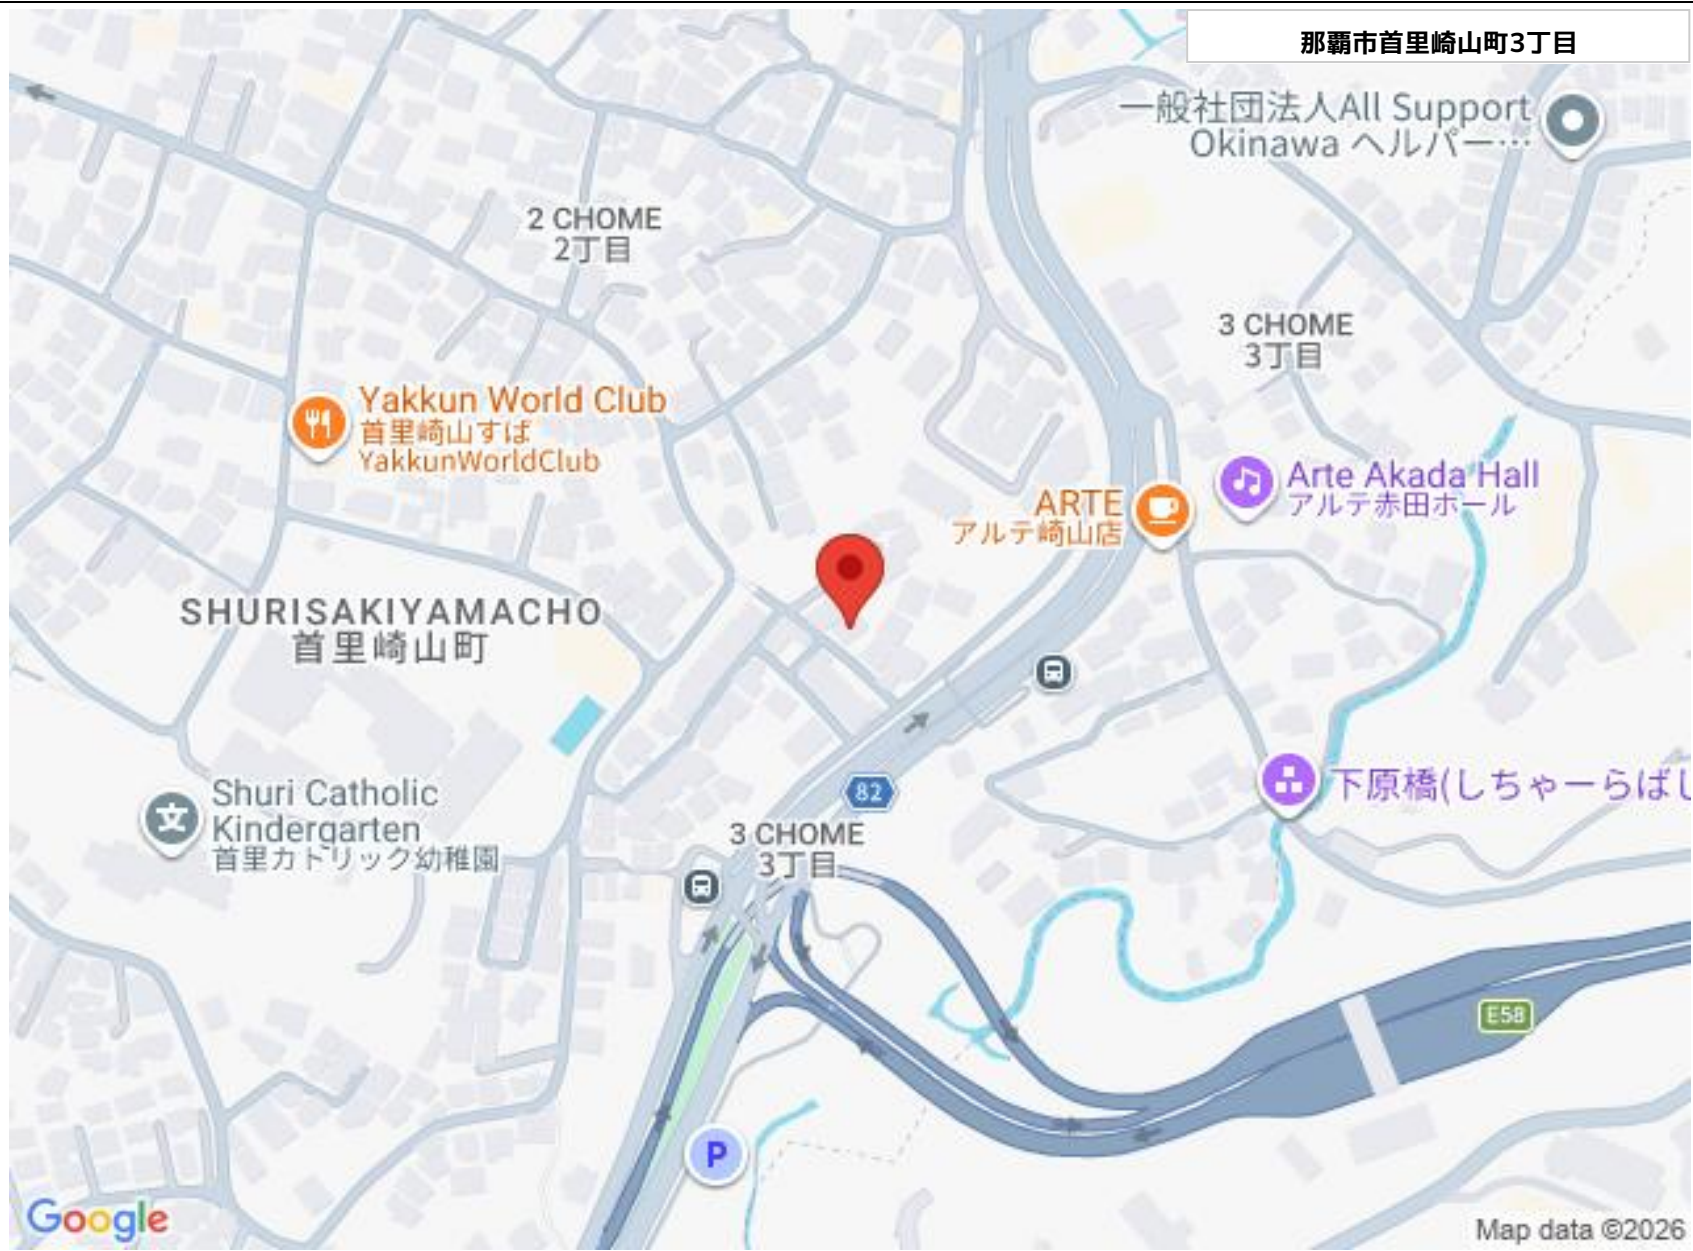 那覇市首里崎山町3丁目
一般社団法人All Support
Okinawa ヘルパー…
2 CHOME
2丁目
3 CHOME
3丁目
Yakkun World Club
首里崎山すば
YakkunWorldClub
Arte Akada Hall
アルテ赤田ホール
ARTE
アルテ崎山店
SHURISAKIYAMACHO
首里崎山町
下原橋(しちゃーらばし
82
Shuri Catholic
Kindergarten
首里カトリック幼稚園
3 CHOME
3丁目
E58
P
Google
Map data ©2026